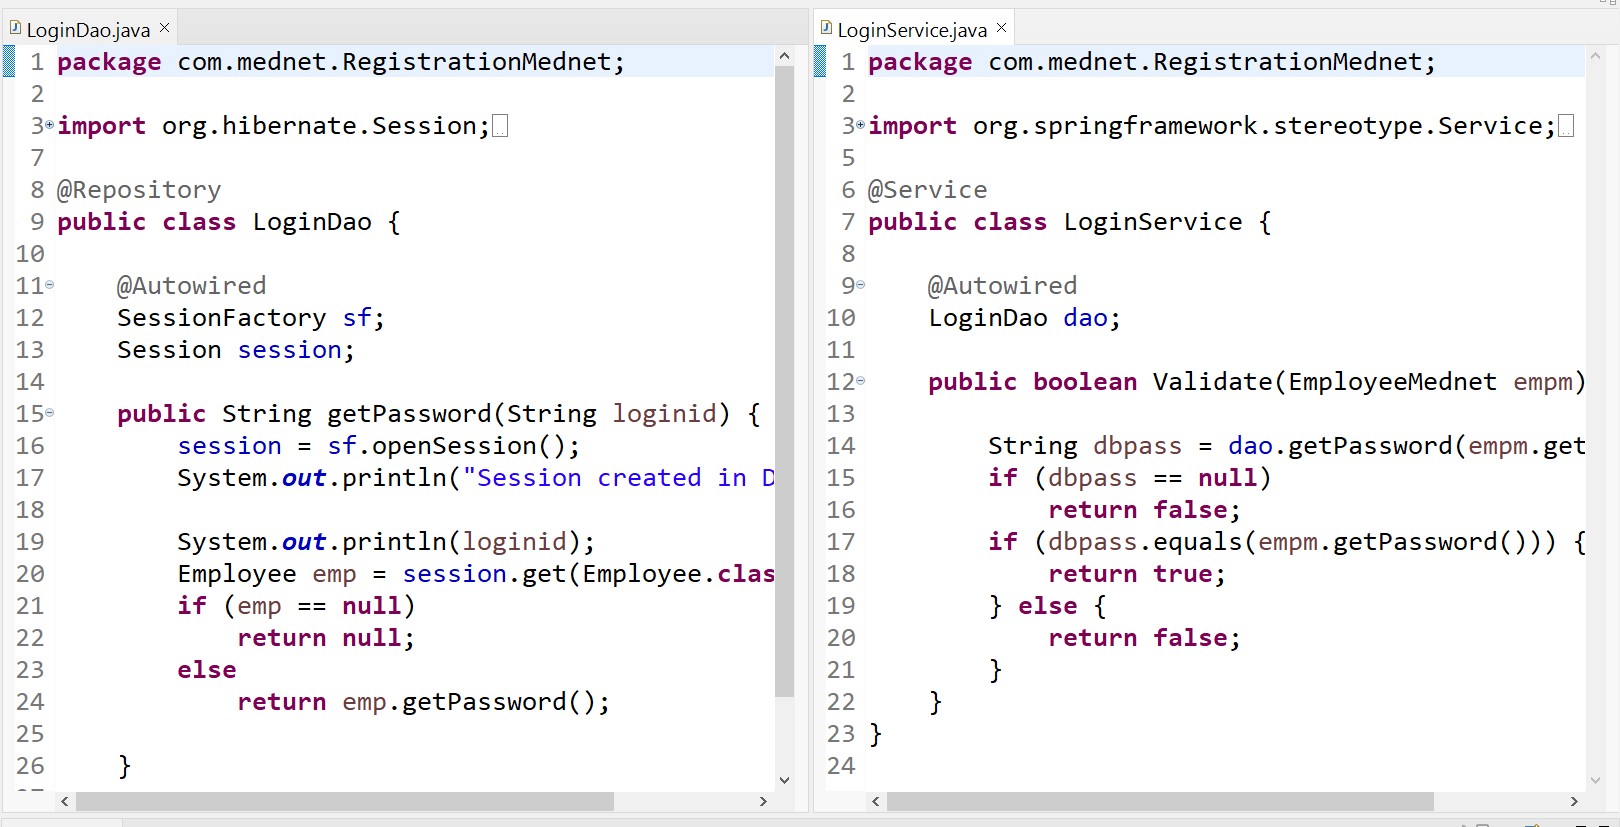 LoginDao.java
1 package com.mednet.RegistrationMednet;
2
3 import org.hibernate.Session;
7
8 @Repository
9 public class LoginDao {
10
11 @Autowired
12 SessionFactory sf;
13 Session session;
14
15 public String getPassword(String loginid) {
16 session = sf.openSession();
17 System.out.println("Session created in D
18
19 System.out.println(loginid);
20 Employee emp = session.get(Employee.clas
21 if (emp == null)
22 return null;
23 else
24 return emp.getPassword();
25
26 }
LoginService.java
1 package com.mednet.RegistrationMednet;
2
3 import org.springframework.stereotype.Service;
5
6 @Service
7 public class LoginService {
8
9 @Autowired
10 LoginDao dao;
11
12 public boolean Validate(EmployeeMednet empm)
13
14 String dbpass = dao.getPassword(empm.get
15 if (dbpass == null)
16 return false;
17 if (dbpass.equals(empm.getPassword())) {
18 return true;
19 } else {
20 return false;
21 }
22 }
23 }
24